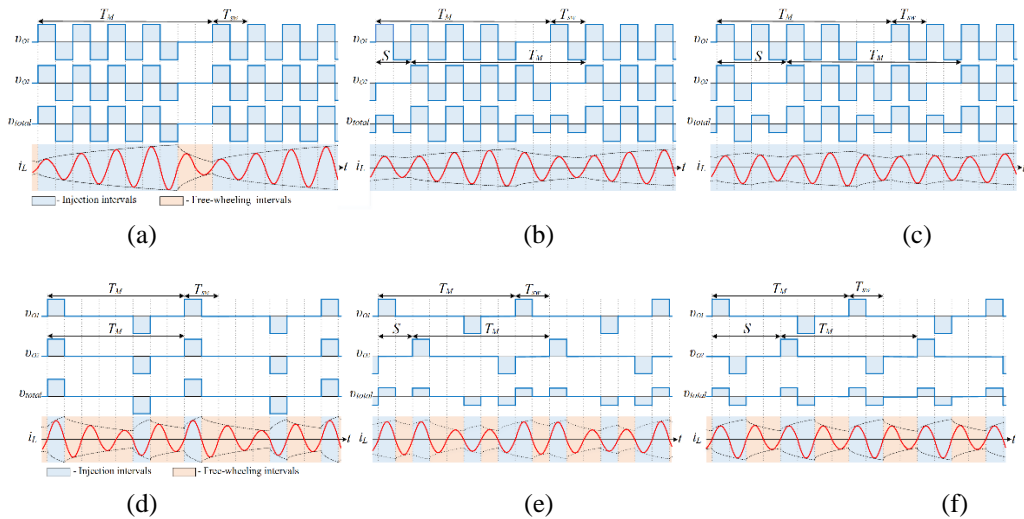 T_M T_sw
v_O1
v_O2
v_total
i_L t
- Injection intervals - Free-wheeling intervals
(a)
T_M T_sw
v_O1
S T_M
v_O2
v_total
i_L t
(b)
T_M T_sw
v_O1
S T_M
v_O2
v_total
i_L t
(c)
T_M T_sw
v_O1
T_M
v_O2
v_total
i_L t
- Injection intervals - Free-wheeling intervals
(d)
T_M T_sw
v_O1
S T_M
v_O2
v_total
i_L t
(e)
T_M T_sw
v_O1
S T_M
v_O2
v_total
i_L t
(f)